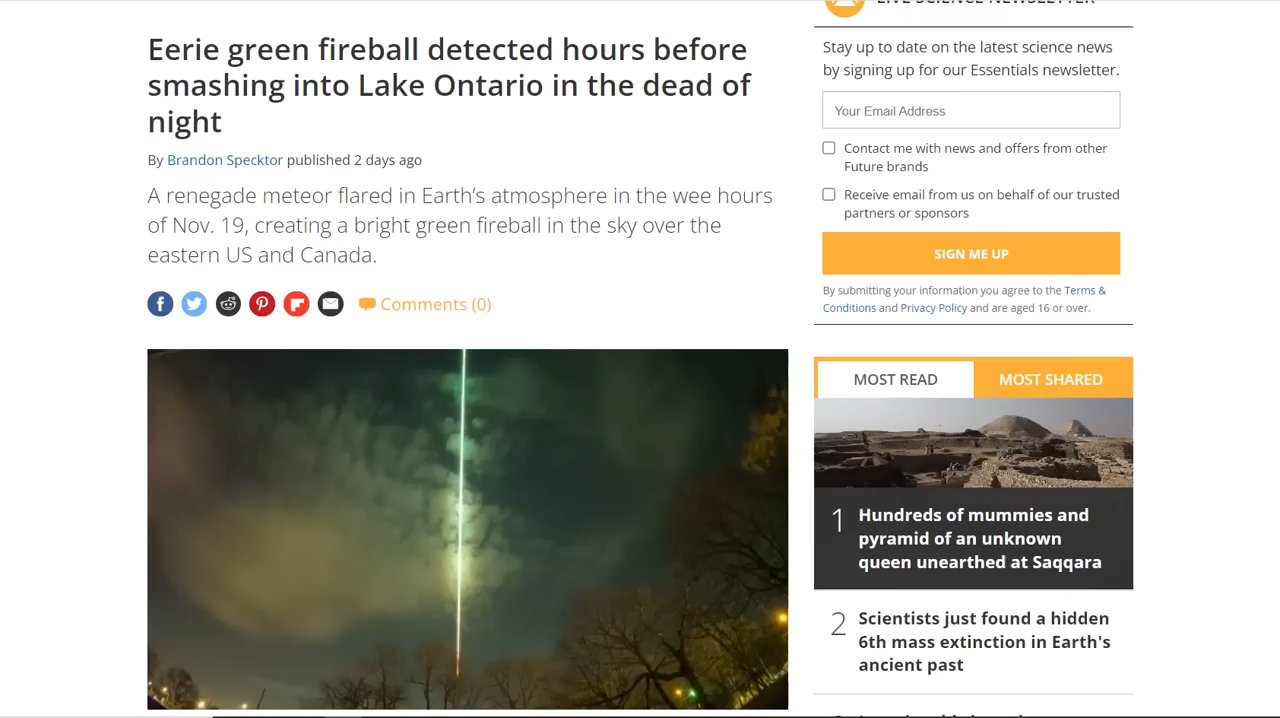 Eerie green fireball detected hours before
smashing into Lake Ontario in the dead of
night
By Brandon Specktor published 2 days ago
A renegade meteor flared in Earth’s atmosphere in the wee hours
of Nov. 19, creating a bright green fireball in the sky over the
eastern US and Canada.
Comments (0)
LIVE SCIENCE NEWSLETTER
Stay up to date on the latest science news
by signing up for our Essentials newsletter.
Your Email Address
Contact me with news and offers from other
Future brands
Receive email from us on behalf of our trusted
partners or sponsors
SIGN ME UP
By submitting your information you agree to the Terms &
Conditions and Privacy Policy and are aged 16 or over.
MOST READ
MOST SHARED
1
Hundreds of mummies and
pyramid of an unknown
queen unearthed at Saqqara
2
Scientists just found a hidden
6th mass extinction in Earth's
ancient past